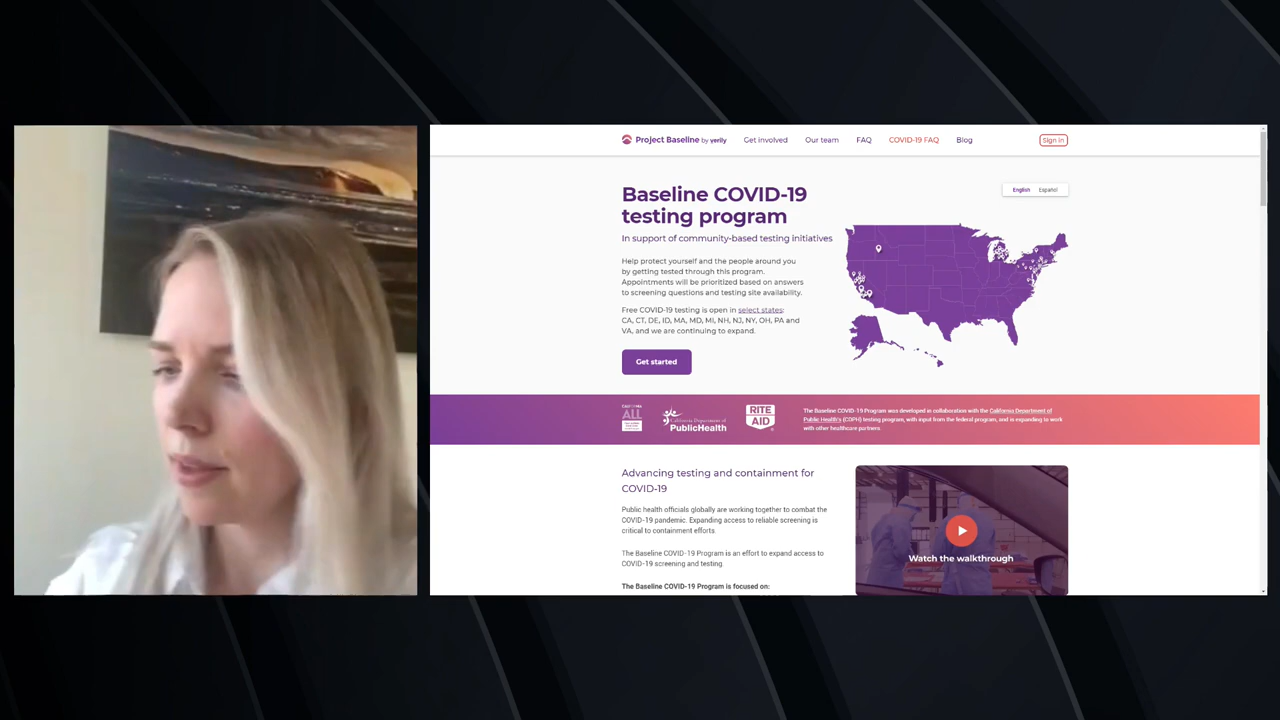 Project Baseline by verily
Get involved
Our team
FAQ
COVID-19 FAQ
Blog
Sign in
English Español
Baseline COVID-19
testing program
In support of community-based testing initiatives
Help protect yourself and the people around you
by getting tested through this program.
Appointments will be prioritized based on answers
to screening questions and testing site availability.
Free COVID-19 testing is open in select states:
CA, CT, DE, ID, MA, MD, MI, NH, NJ, NY, OH, PA and
VA, and we are continuing to expand.
Get started
ALL
California Department of
PublicHealth
RITE
AID
The Baseline COVID-19 Program was developed in collaboration with the California Department of
Public Health's (CDPH) testing program, with input from the federal program, and is expanding to work
with other healthcare partners.
Advancing testing and containment for
COVID-19
Public health officials globally are working together to combat the
COVID-19 pandemic. Expanding access to reliable screening is
critical to containment efforts
The Baseline COVID-19 Program is an effort to expand access to
COVID-19 screening and testing
The Baseline COVID-19 Program is focused on:
Watch the walkthrough